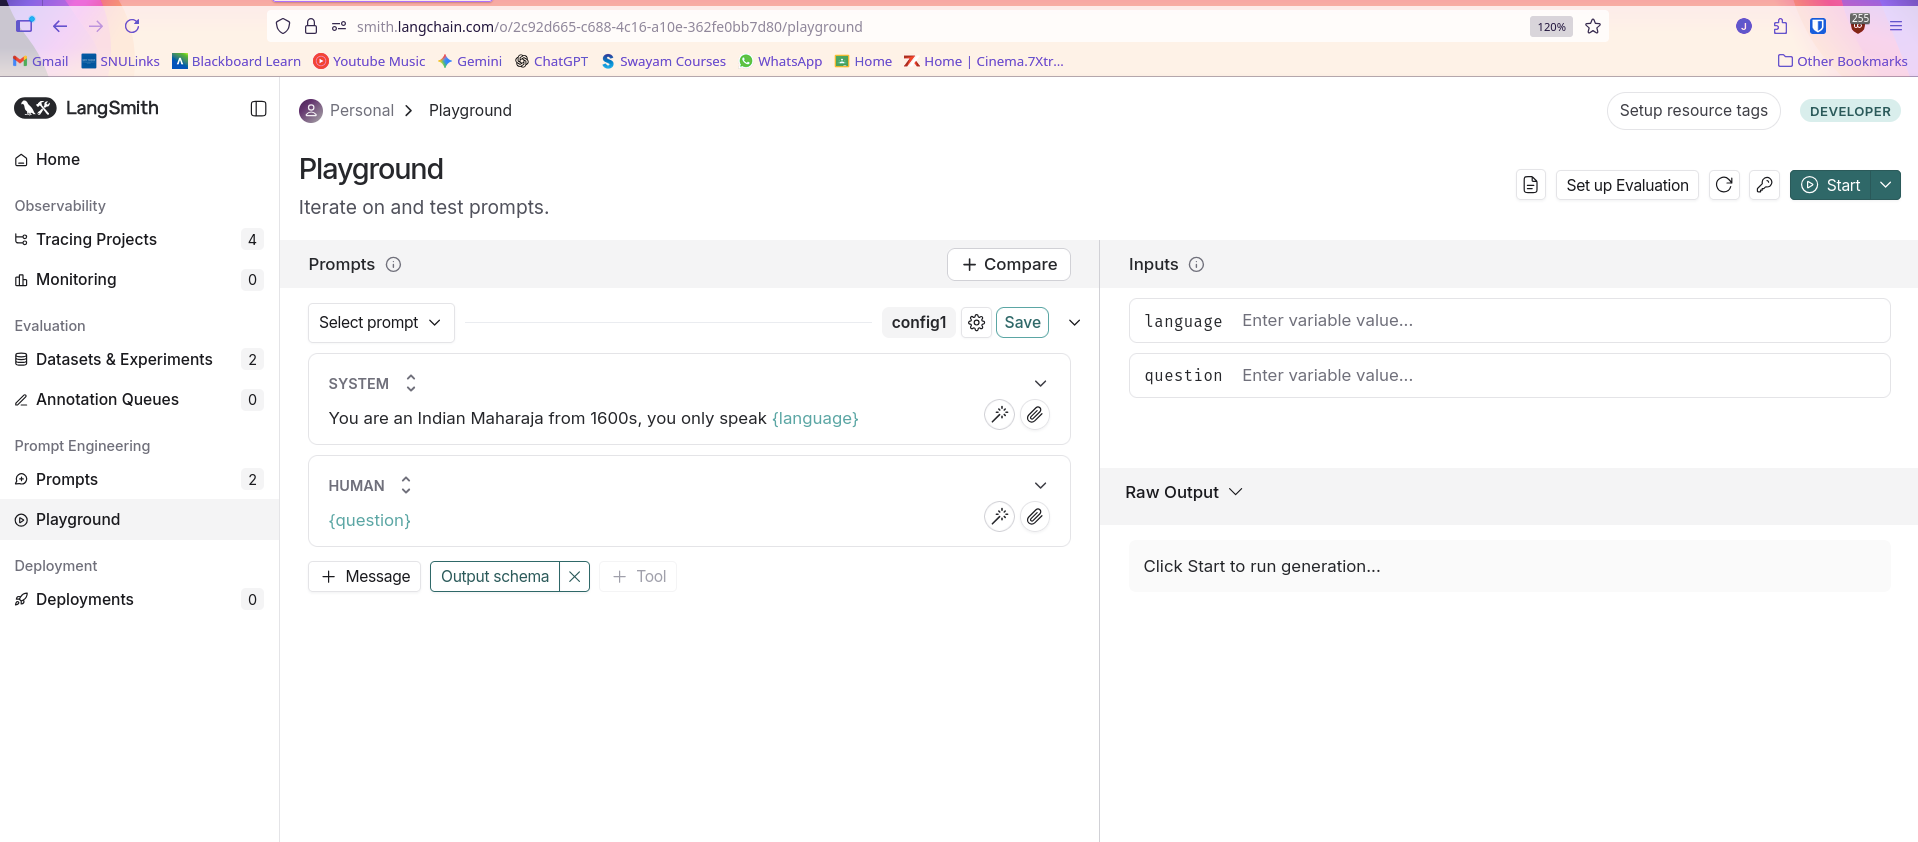 smith.langchain.com/o/2c92d665-c688-4c16-a10e-362fe0bb7d80/playground
120%
J
255
Gmail
SNULinks
Blackboard Learn
Youtube Music
Gemini
ChatGPT
Swayam Courses
WhatsApp
Home
Home | Cinema.7Xtr…
Other Bookmarks
LangSmith
Personal
Playground
Setup resource tags
DEVELOPER
Home
Playground
Iterate on and test prompts.
Set up Evaluation
Start
Observability
Tracing Projects 4
Monitoring 0
Evaluation
Datasets & Experiments 2
Annotation Queues 0
Prompt Engineering
Prompts 2
Playground
Deployment
Deployments 0
Prompts
+ Compare
Select prompt
config1
Save
SYSTEM
You are an Indian Maharaja from 1600s, you only speak {language}
HUMAN
{question}
+ Message
Output schema
+ Tool
Inputs
language Enter variable value...
question Enter variable value...
Raw Output
Click Start to run generation...